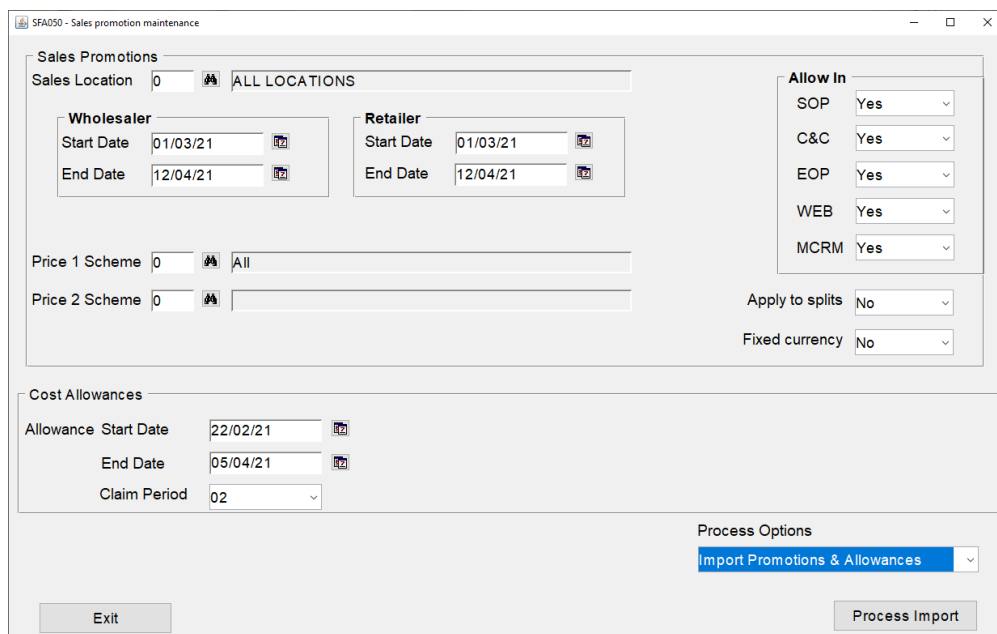 SFA050 - Sales promotion maintenance
Sales Promotions
Sales Location 0 ALL LOCATIONS
Wholesaler
Start Date 01/03/21
End Date 12/04/21
Retailer
Start Date 01/03/21
End Date 12/04/21
Allow In
SOP Yes
C&C Yes
EOP Yes
WEB Yes
MCRM Yes
Price 1 Scheme 0 All
Price 2 Scheme 0
Apply to splits No
Fixed currency No
Cost Allowances
Allowance Start Date 22/02/21
End Date 05/04/21
Claim Period 02
Process Options
Import Promotions & Allowances
Exit
Process Import